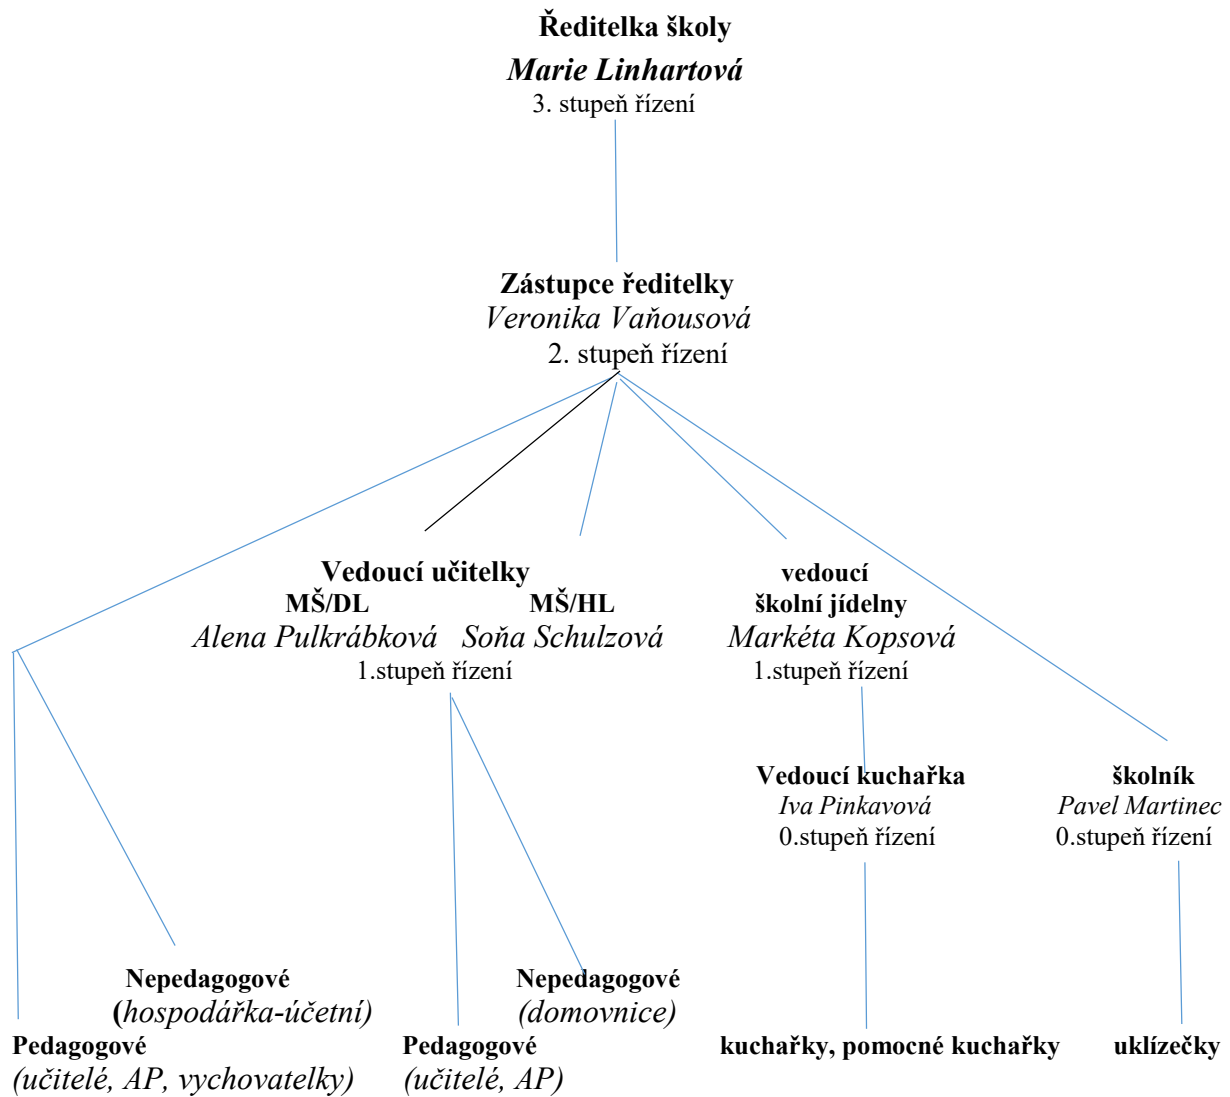 Ředitelka školy
Marie Linhartová
3. stupeň řízení
Zástupce ředitelky
Veronika Vaňousová
2. stupeň řízení
Vedoucí učitelky
MŠ/DL MŠ/HL
Alena Pulkrábková Soňa Schulzová
1.stupeň řízení
vedoucí
školní jídelny
Markéta Kopsová
1.stupeň řízení
Vedoucí kuchařka
Iva Pinkavová
0.stupeň řízení
školník
Pavel Martinec
0.stupeň řízení
Nepedagogové
(hospodářka-účetní)
Pedagogové
(učitelé, AP, vychovatelky)
Nepedagogové
(domovnice)
Pedagogové
(učitelé, AP)
kuchařky, pomocné kuchařky
uklízečky